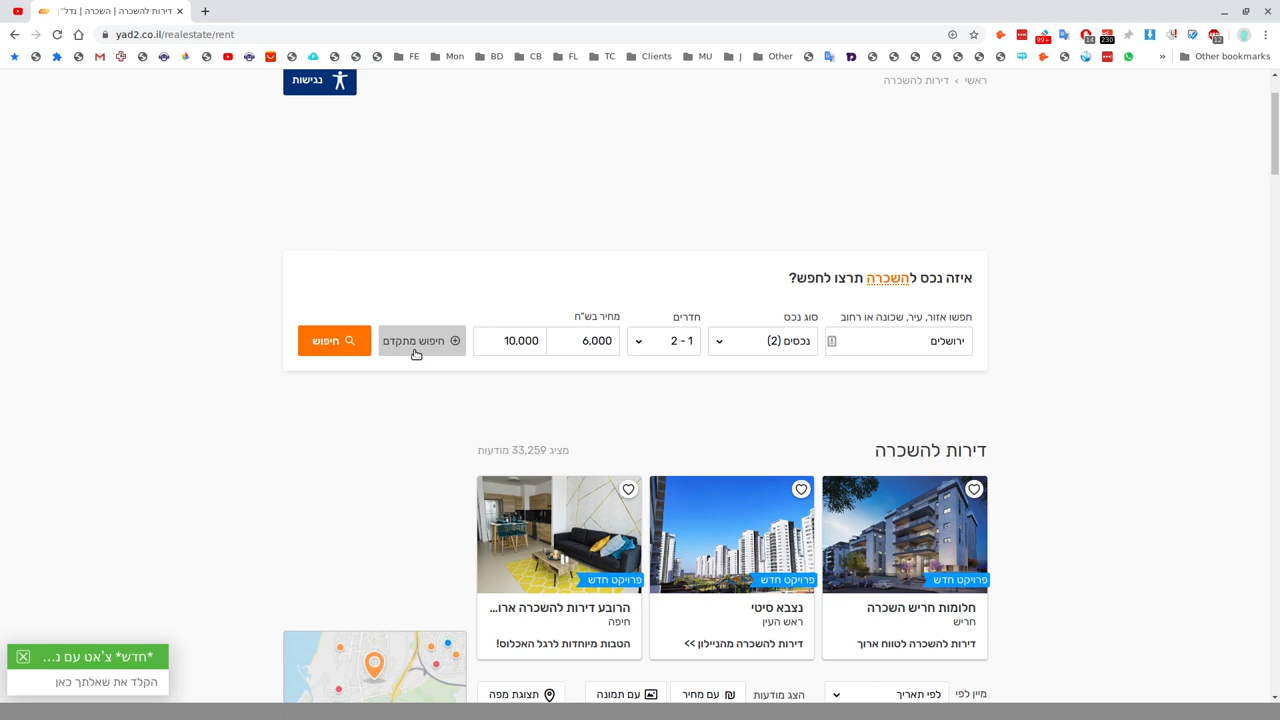 דירות להשכרה | השכרה | נדל"
yad2.co.il/realestate/rent
99+
14
230
12
FE
Mon
BD
CB
FL
TC
Clients
MU
J
Other
»
Other bookmarks
נגישות
ראשי › דירות להשכרה
איזה נכס להשכרה תרצו לחפש?
חפשו אזור, עיר, שכונה או רחוב
סוג נכס
חדרים
מחיר בש"ח
ירושלים
נכסים (2)
1 - 2
6,000
10,000
חיפוש מתקדם
חיפוש
דירות להשכרה
מציג 33,259 מודעות
פרויקט חדש
פרויקט חדש
פרויקט חדש
חלומות חריש השכרה
חריש
דירות להשכרה לטווח ארוך
נצבא סיטי
ראש העין
דירות להשכרה מהניילון >>
הרובע דירות להשכרה ארו...
חיפה
הטבות מיוחדות לרגל האכלוס!
מיין לפי
לפי תאריך
הצג מודעות
עם מחיר
עם תמונה
תצוגת מפה
*חדש* צ'אט עם נ...
הקלד את שאלתך כאן